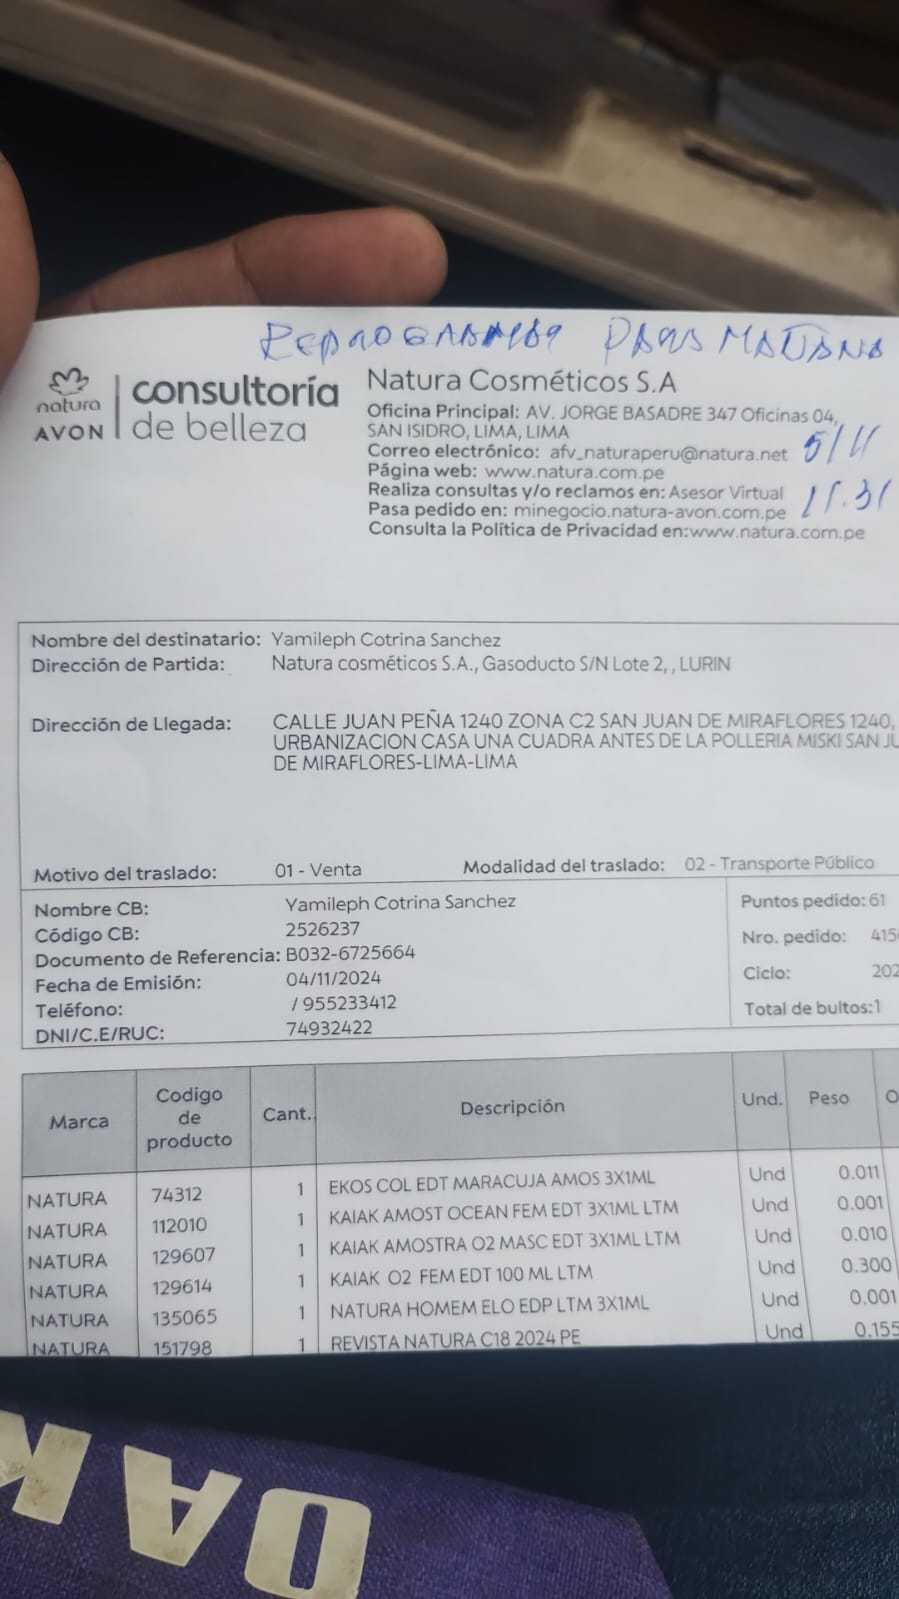 REPROGRAMAR PARA MAÑANA
natura
AVON
consultoría
de belleza
Natura Cosméticos S.A
Oficina Principal: AV. JORGE BASADRE 347 Oficinas 04,
SAN ISIDRO, LIMA, LIMA
Correo electrónico: afv_naturaperu@natura.net
5/11
Página web: www.natura.com.pe
Realiza consultas y/o reclamos en: Asesor Virtual
Pasa pedido en: minegocio.natura-avon.com.pe
11.31
Consulta la Política de Privacidad en:www.natura.com.pe
Nombre del destinatario: Yamileph Cotrina Sanchez
Dirección de Partida: Natura cosméticos S.A., Gasoducto S/N Lote 2, , LURIN
Dirección de Llegada: CALLE JUAN PEÑA 1240 ZONA C2 SAN JUAN DE MIRAFLORES 1240,
URBANIZACION CASA UNA CUADRA ANTES DE LA POLLERIA MISKI SAN JU
DE MIRAFLORES-LIMA-LIMA
Motivo del traslado: 01 - Venta Modalidad del traslado: 02 - Transporte Público
Nombre CB: Yamileph Cotrina Sanchez Puntos pedido: 61
Código CB: 2526237 Nro. pedido: 415
Documento de Referencia: B032-6725664
Fecha de Emisión: 04/11/2024 Ciclo: 202
Teléfono: / 955233412 Total de bultos:1
DNI/C.E/RUC: 74932422
Marca Codigo de producto Cant. Descripción Und. Peso
NATURA 74312 1 EKOS COL EDT MARACUJA AMOS 3X1ML Und 0.011
NATURA 112010 1 KAIAK AMOST OCEAN FEM EDT 3X1ML LTM Und 0.001
NATURA 129607 1 KAIAK AMOSTRA O2 MASC EDT 3X1ML LTM Und 0.010
NATURA 129614 1 KAIAK O2 FEM EDT 100 ML LTM Und 0.300
NATURA 135065 1 NATURA HOMEM ELO EDP LTM 3X1ML Und 0.001
NATURA 151798 1 REVISTA NATURA C18 2024 PE Und 0.155
OAK